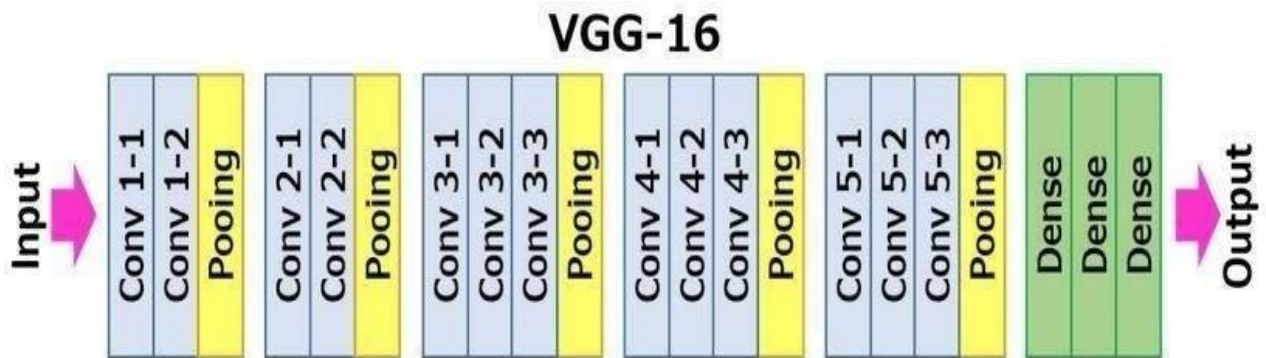 VGG-16
Input
Conv 1-1
Conv 1-2
Pooing
Conv 2-1
Conv 2-2
Pooing
Conv 3-1
Conv 3-2
Conv 3-3
Pooing
Conv 4-1
Conv 4-2
Conv 4-3
Pooing
Conv 5-1
Conv 5-2
Conv 5-3
Pooing
Dense
Dense
Dense
Output